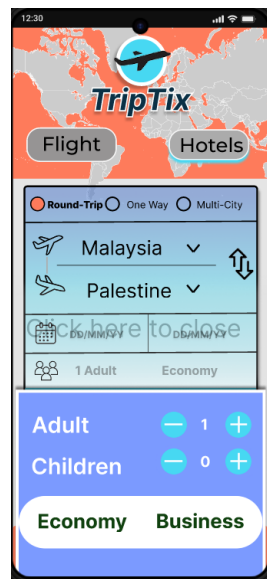 12:30
TripTix
Flight Hotels
Round-Trip One Way Multi-City
Malaysia
Palestine
Click here to close
DD/MM/YY DD/MM/YY
1 Adult Economy
Adult 1
Children 0
Economy Business